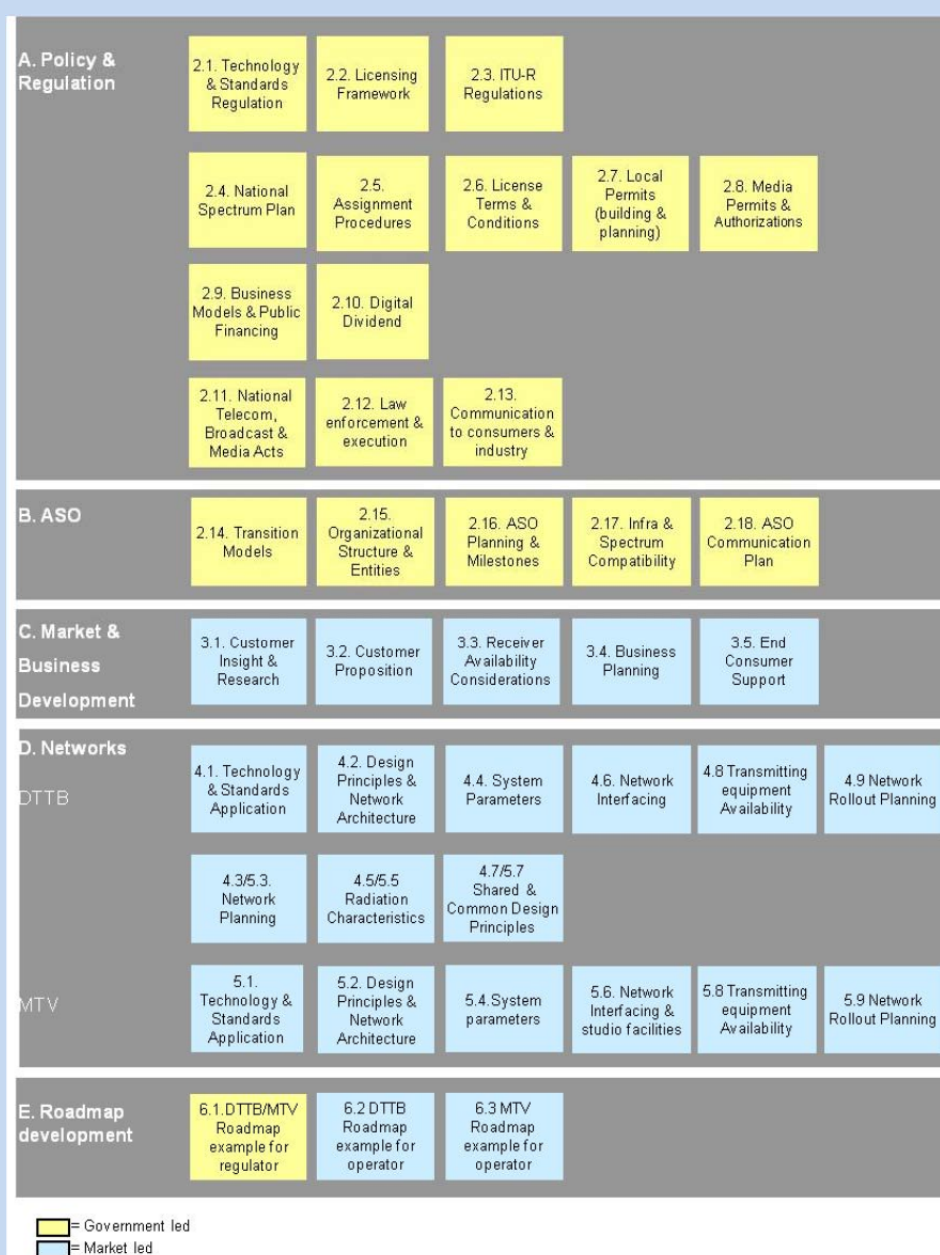 A. Policy &
Regulation
2.1. Technology
& Standards
Regulation
2.2. Licensing
Framework
2.3. ITU-R
Regulations
2.4. National
Spectrum Plan
2.5.
Assignment
Procedures
2.6. License
Terms &
Conditions
2.7. Local
Permits
(building &
planning)
2.8. Media
Permits &
Authorizations
2.9. Business
Models & Public
Financing
2.10. Digital
Dividend
2.11. National
Telecom,
Broadcast &
Media Acts
2.12. Law
enforcement &
execution
2.13.
Communication
to consumers &
industry
B. ASO
2.14. Transition
Models
2.15.
Organizational
Structure &
Entities
2.16. ASO
Planning &
Milestones
2.17. Infra &
Spectrum
Compatibility
2.18. ASO
Communication
Plan
C. Market &
Business
Development
3.1. Customer
Insight &
Research
3.2. Customer
Proposition
3.3. Receiver
Availability
Considerations
3.4. Business
Planning
3.5. End
Consumer
Support
D. Networks
DTTB
4.1. Technology
& Standards
Application
4.2. Design
Principles &
Network
Architecture
4.4. System
Parameters
4.6. Network
Interfacing
4.8 Transmitting
equipment
Availability
4.9 Network
Rollout Planning
4.3/5.3.
Network
Planning
4.5/5.5
Radiation
Characteristics
4.7/5.7
Shared &
Common Design
Principles
MTV
5.1.
Technology &
Standards
Application
5.2. Design
Principles &
Network
Architecture
5.4.System
parameters
5.6. Network
Interfacing &
studio facilities
5.8 Transmitting
equipment
Availability
5.9 Network
Rollout Planning
E. Roadmap
development
6.1.DTTB/MTV
Roadmap
example for
regulator
6.2 DTTB
Roadmap
example for
operator
6.3 MTV
Roadmap
example for
operator
= Government led
= Market led